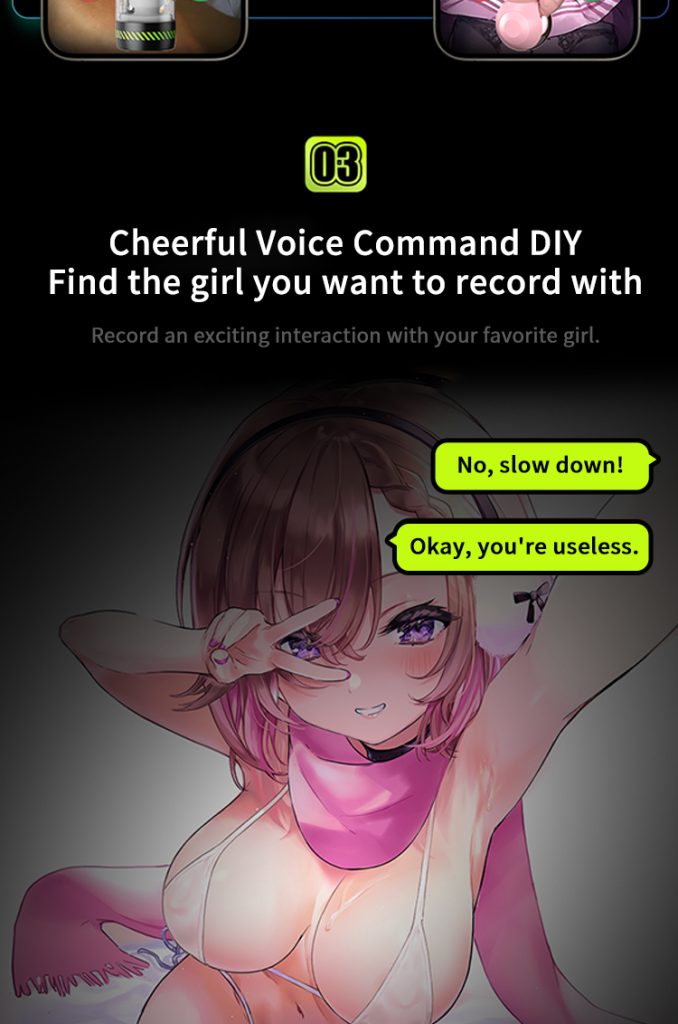 03
Cheerful Voice Command DIY
Find the girl you want to record with
Record an exciting interaction with your favorite girl.
No, slow down!
Okay, you're useless.